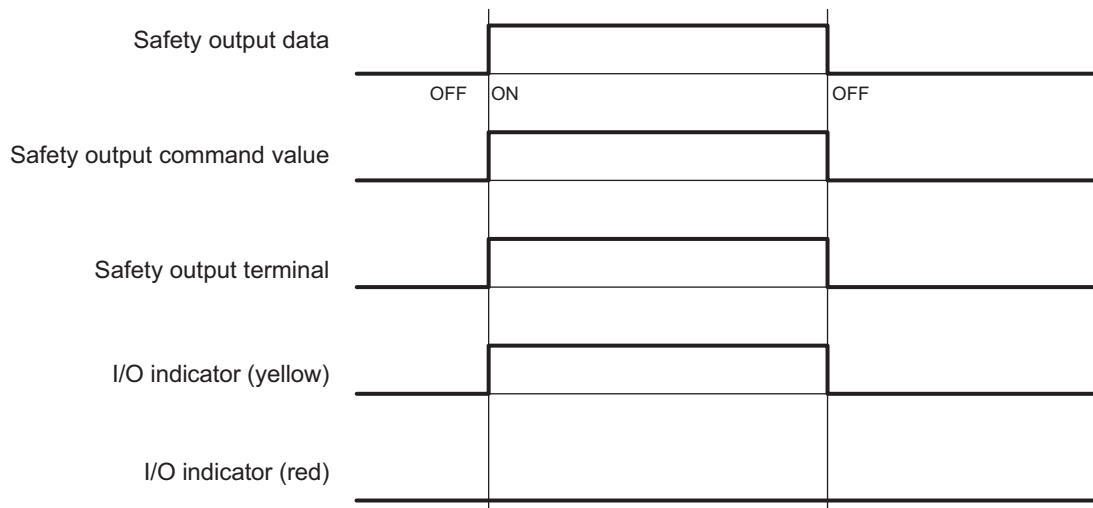 Safety output data
OFF ON OFF
Safety output command value
Safety output terminal
I/O indicator (yellow)
I/O indicator (red)